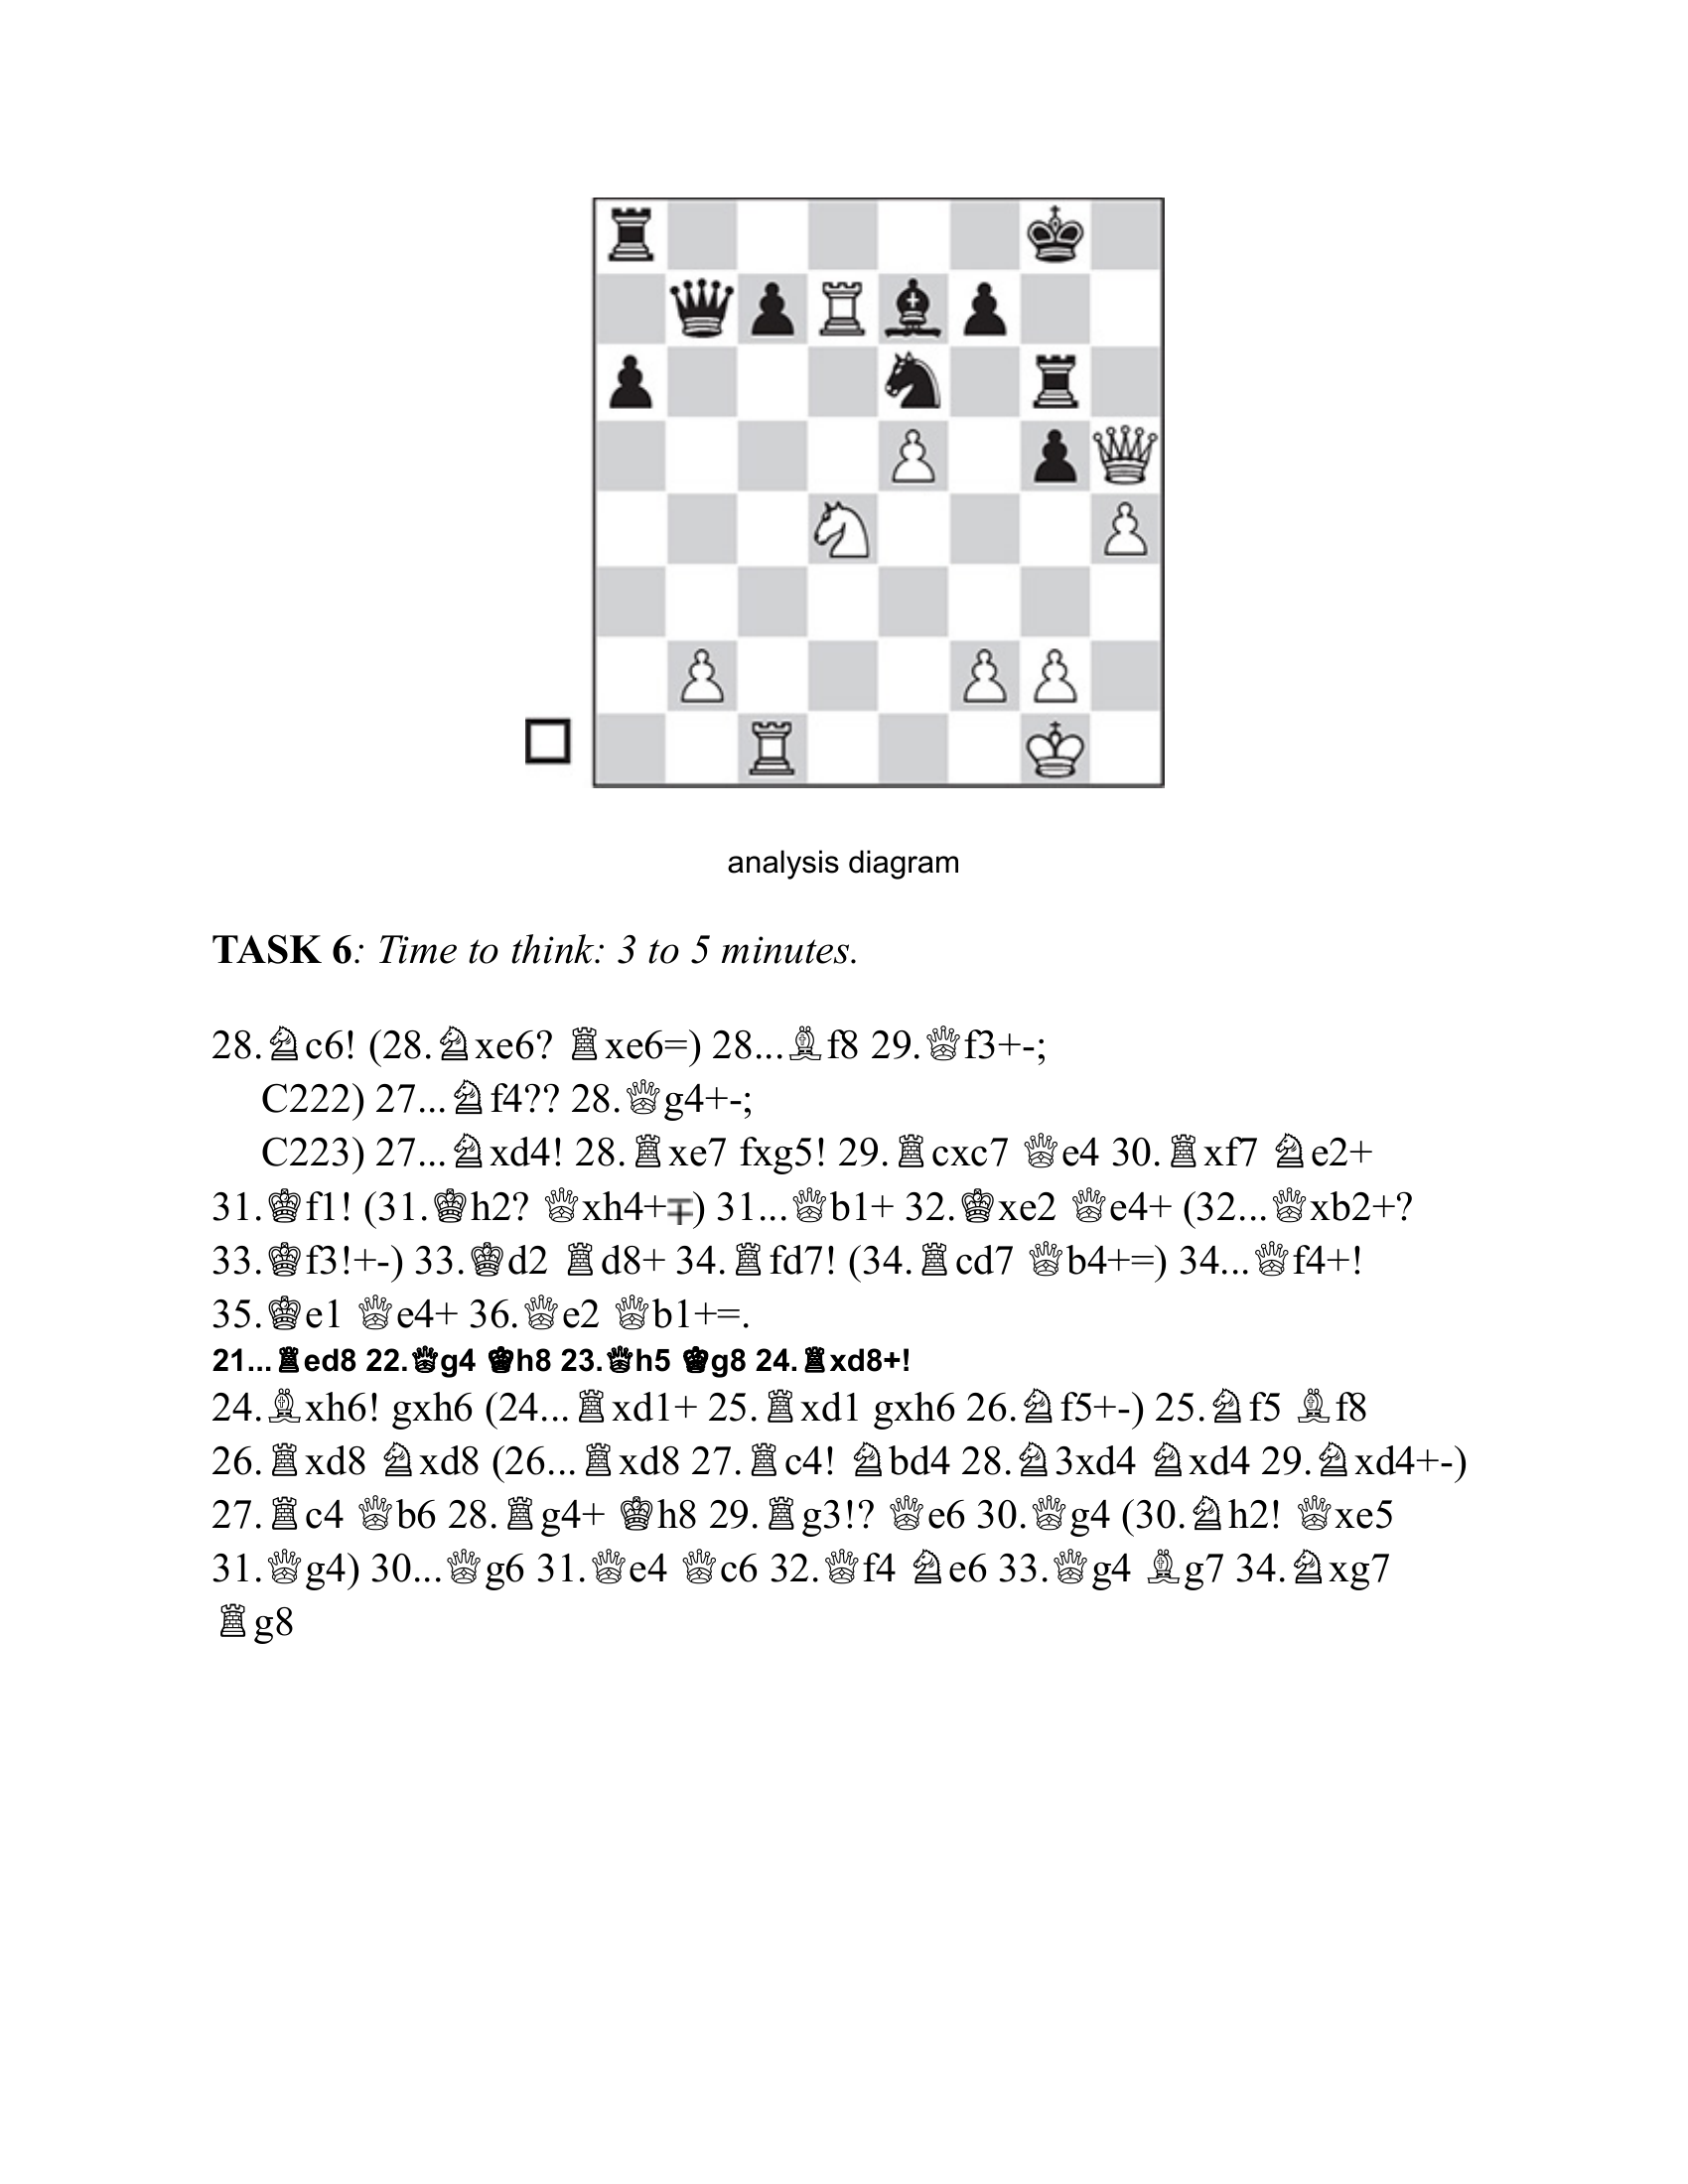 analysis diagram
TASK 6: Time to think: 3 to 5 minutes.
28.♘c6! (28.♘xe6? ♖xe6=) 28...♗f8 29.♕f3+-;
C222) 27...♘f4?? 28.♕g4+-;
C223) 27...♘xd4! 28.♖xe7 fxg5! 29.♖cxc7 ♕e4 30.♖xf7 ♘e2+
31.♔f1! (31.♔h2? ♕xh4+∓) 31...♕b1+ 32.♔xe2 ♕e4+ (32...♕xb2+?
33.♔f3!+-) 33.♔d2 ♖d8+ 34.♖fd7! (34.♖cd7 ♕b4+=) 34...♕f4+!
35.♔e1 ♕e4+ 36.♕e2 ♕b1+=.
21...♖ed8 22.♕g4 ♔h8 23.♕h5 ♔g8 24.♖xd8+!
24.♗xh6! gxh6 (24...♖xd1+ 25.♖xd1 gxh6 26.♘f5+-) 25.♘f5 ♗f8
26.♖xd8 ♘xd8 (26...♖xd8 27.♖c4! ♘bd4 28.♘3xd4 ♘xd4 29.♘xd4+-)
27.♖c4 ♕b6 28.♖g4+ ♔h8 29.♖g3!? ♕e6 30.♕g4 (30.♘h2! ♕xe5
31.♕g4) 30...♕g6 31.♕e4 ♕c6 32.♕f4 ♘e6 33.♕g4 ♗g7 34.♘xg7
♖g8